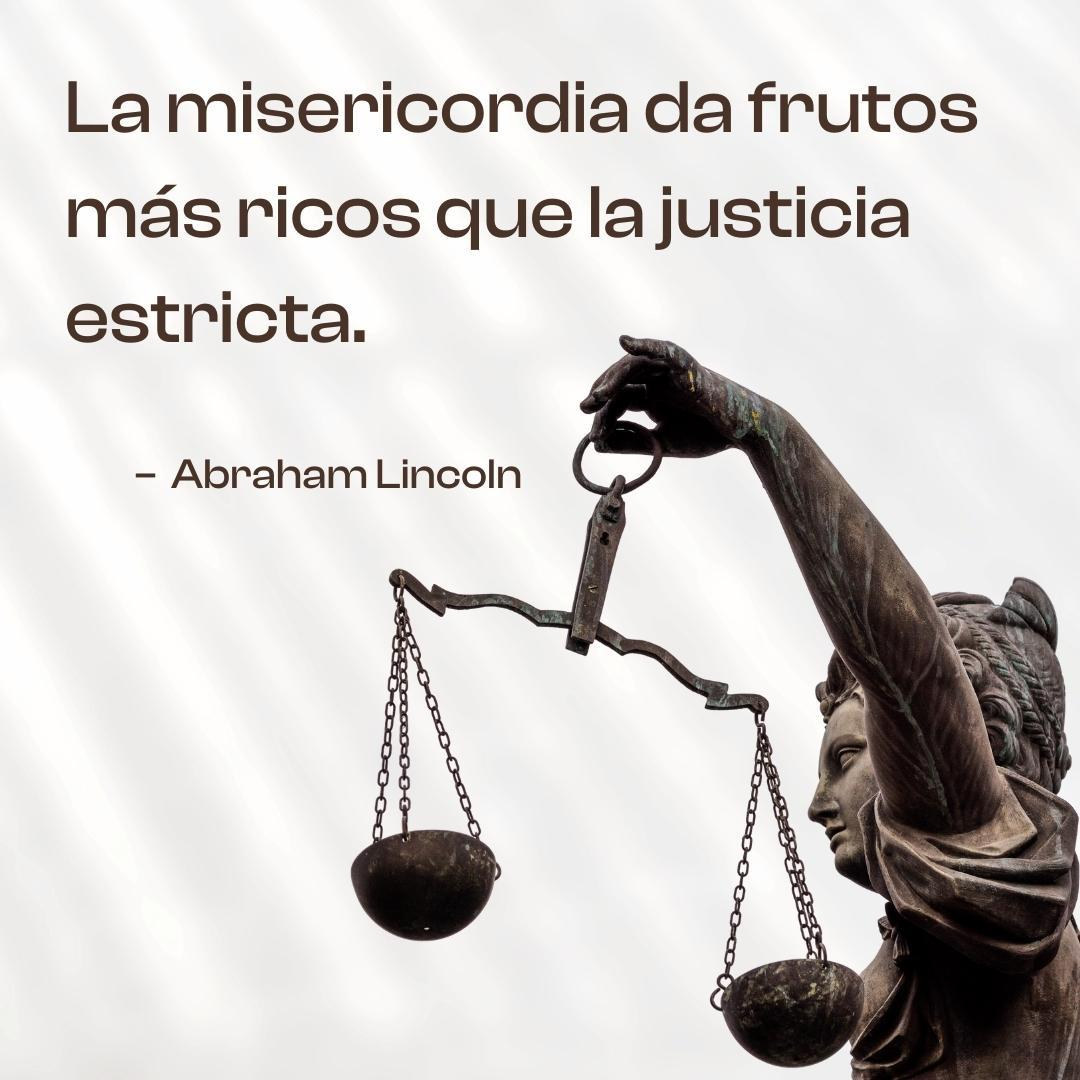 La misericordia da frutos
más ricos que la justicia
estricta.
– Abraham Lincoln